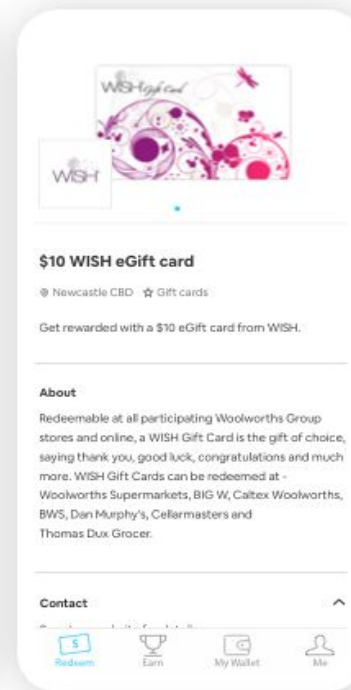 WISH Gift Card
WISH
$10 WISH eGift card
Newcastle CBD Gift cards
Get rewarded with a $10 eGift card from WISH.
About
Redeemable at all participating Woolworths Group
stores and online, a WISH Gift Card is the gift of choice,
saying thank you, good luck, congratulations and much
more. WISH Gift Cards can be redeemed at -
Woolworths Supermarkets, BIG W, Caltex Woolworths,
BWS, Dan Murphy's, Cellarmasters and
Thomas Dux Grocer.
Contact
$
Redeem Earn My Wallet Me